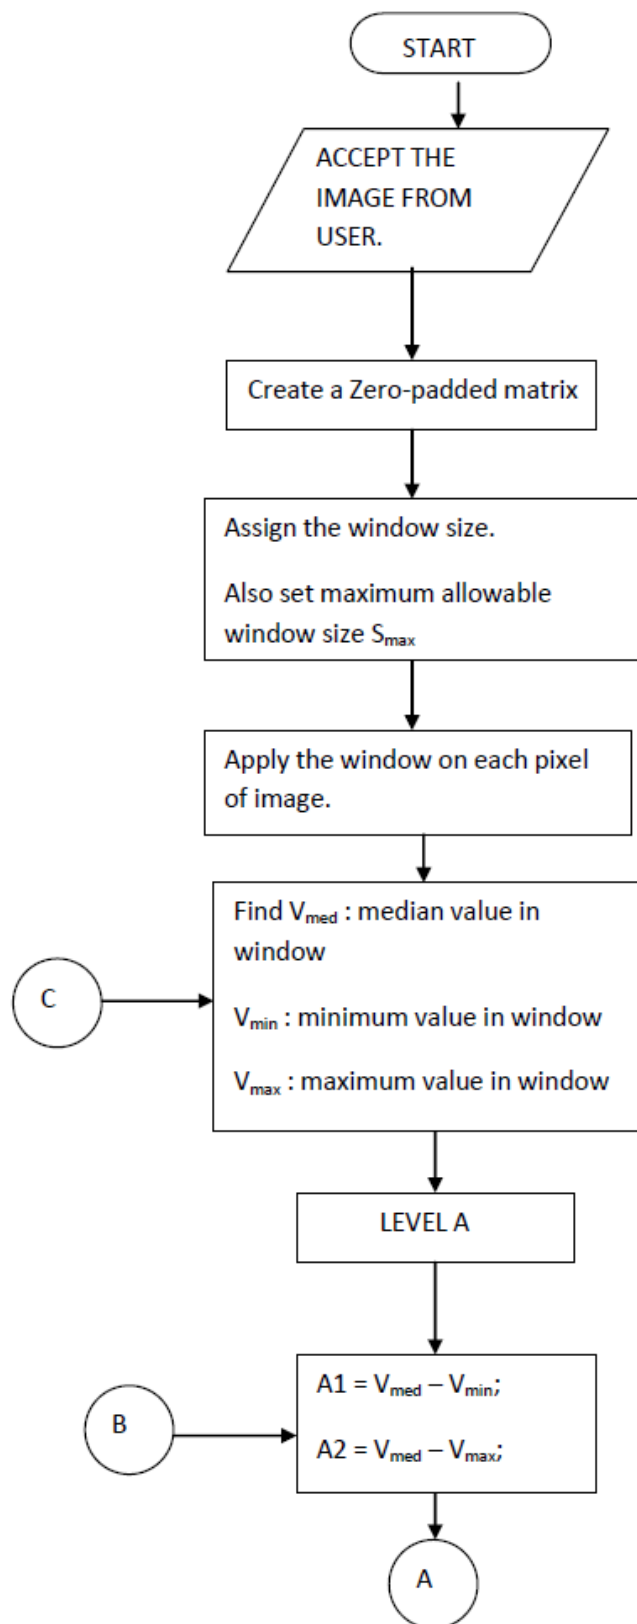 START
ACCEPT THE
IMAGE FROM
USER.
Create a Zero-padded matrix
Assign the window size.
Also set maximum allowable
window size Smax
Apply the window on each pixel
of image.
Find Vmed : median value in
window
C
Vmin : minimum value in window
Vmax : maximum value in window
LEVEL A
A1 = Vmed – Vmin;
B
A2 = Vmed – Vmax;
A